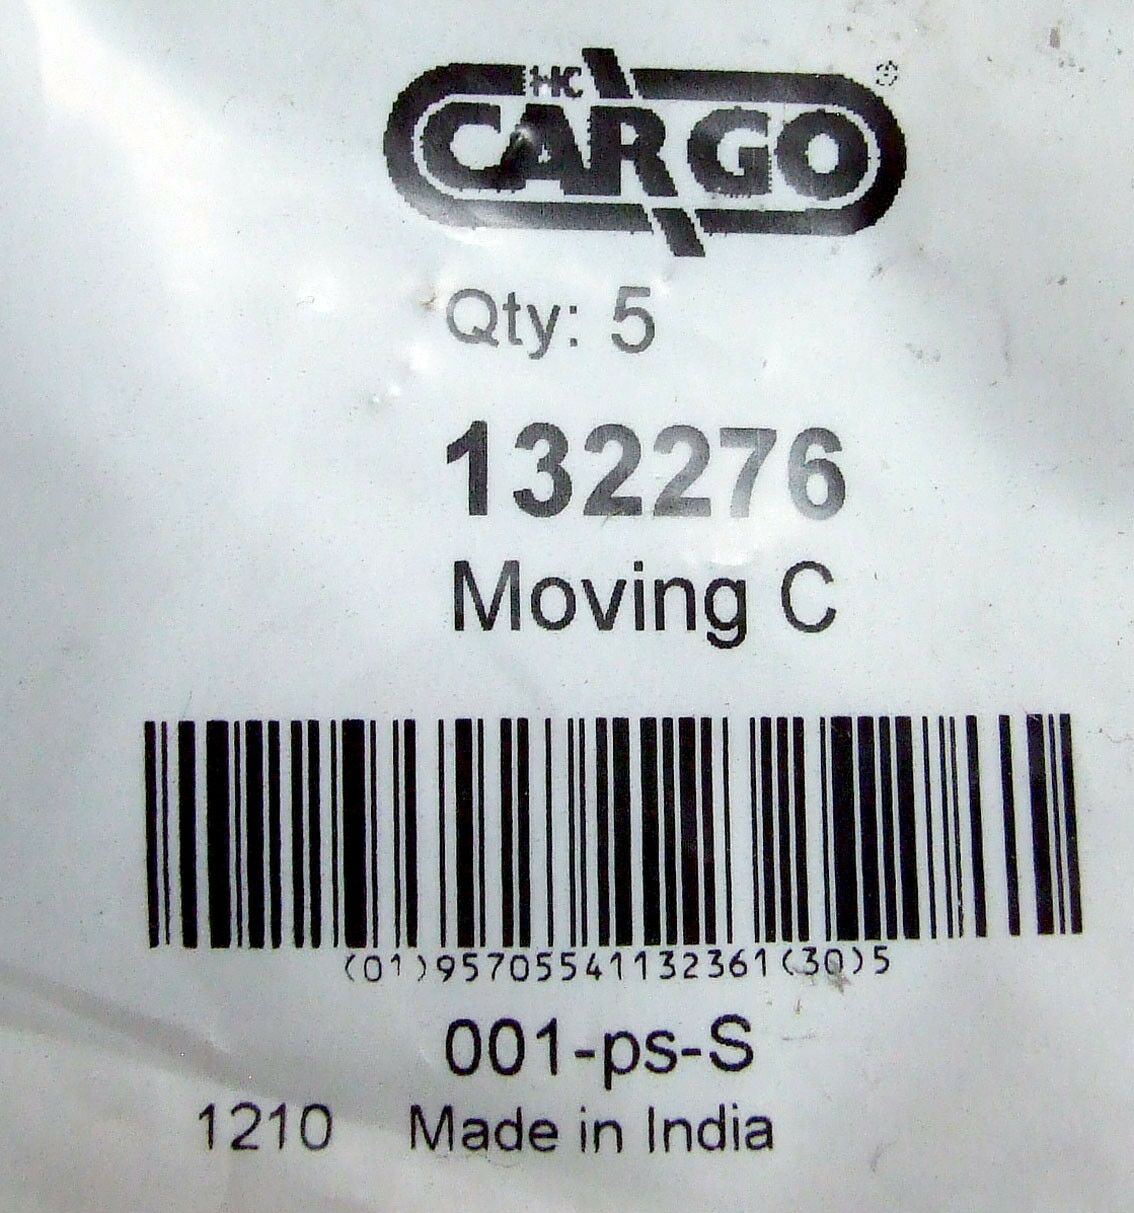 HC
CARGO®
Qty: 5
132276
Moving C
(01)95705541132361(30)5
001-ps-S
1210 Made in India